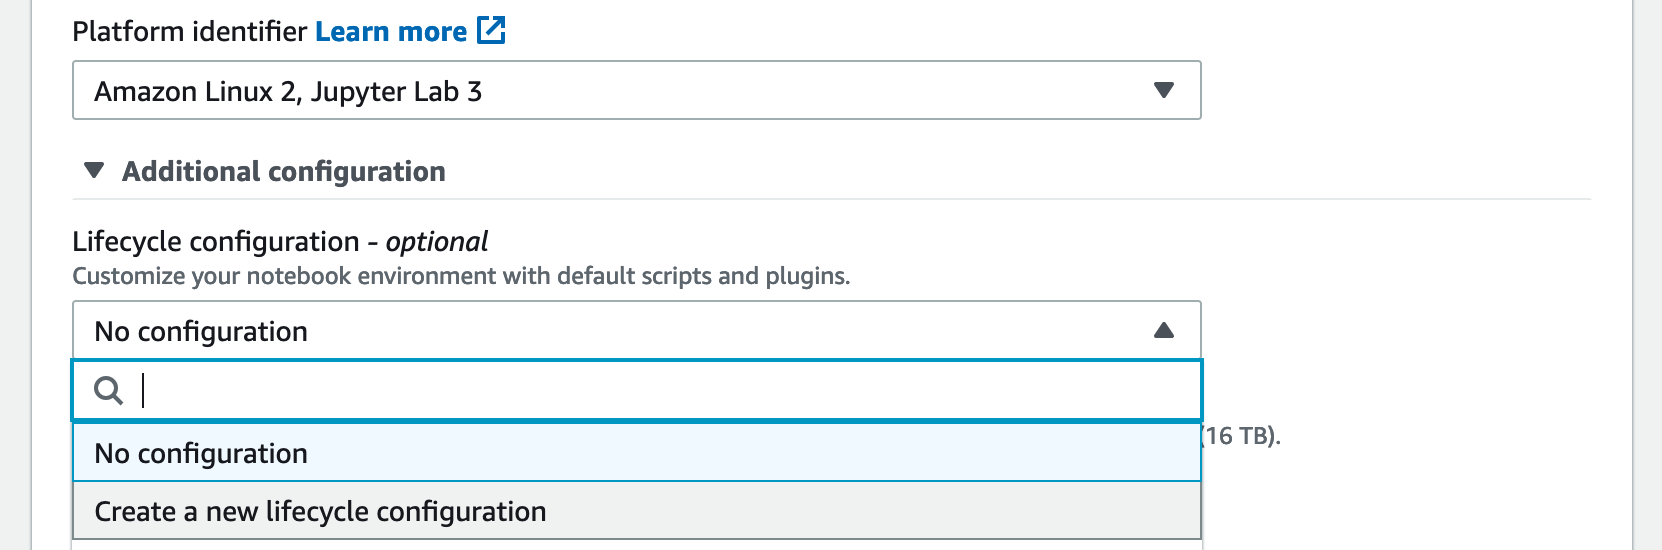 Platform identifier Learn more
Amazon Linux 2, Jupyter Lab 3
Additional configuration
Lifecycle configuration - optional
Customize your notebook environment with default scripts and plugins.
No configuration
(16 TB).
No configuration
Create a new lifecycle configuration